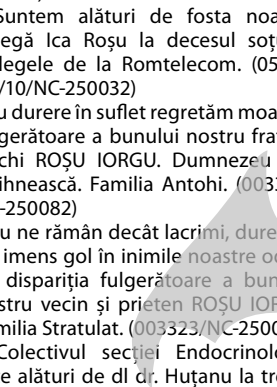 Suntem alături de fosta noa
egă Ica Roșu la decesul soț
legele de la Romtelecom. (05
/10/NC-250032)
u durere în suflet regretăm moa
gerătoare a bunului nostru fra
chi ROȘU IORGU. Dumnezeu
ihnească. Familia Antohi. (003
-250082)
u ne rămân decât lacrimi, dure
imens gol în inimile noastre o
dispariția fulgerătoare a bun
stru vecin și prieten ROȘU IOR
milia Stratulat. (003323/NC-2500
Colectivul secției Endocrinol
e alături de dl dr. Huțanu la tr